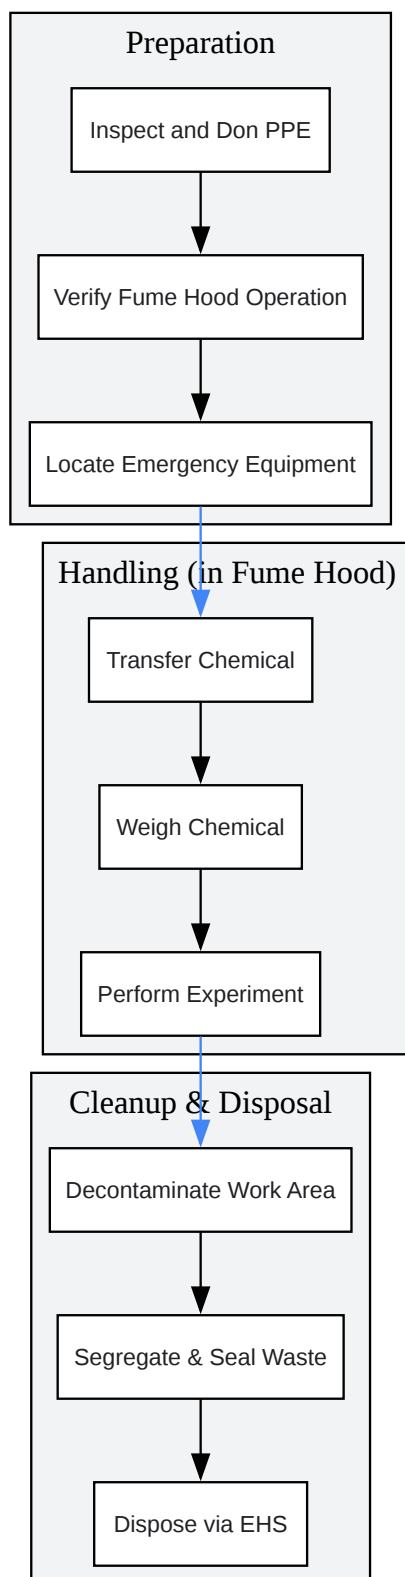 Preparation
Inspect and Don PPE
Verify Fume Hood Operation
Locate Emergency Equipment
Handling (in Fume Hood)
Transfer Chemical
Weigh Chemical
Perform Experiment
Cleanup & Disposal
Decontaminate Work Area
Segregate & Seal Waste
Dispose via EHS